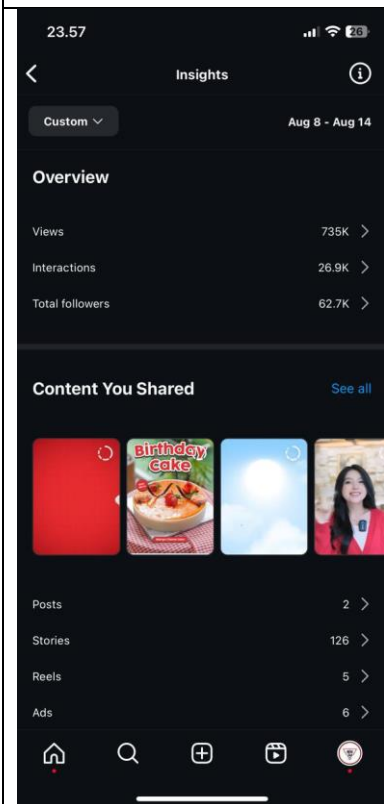 23.57
26
Insights
Custom
Aug 8 - Aug 14
Overview
Views 735K
Interactions 26.9K
Total followers 62.7K
Content You Shared See all
Birthday
Cake
Posts 2
Stories 126
Reels 5
Ads 6